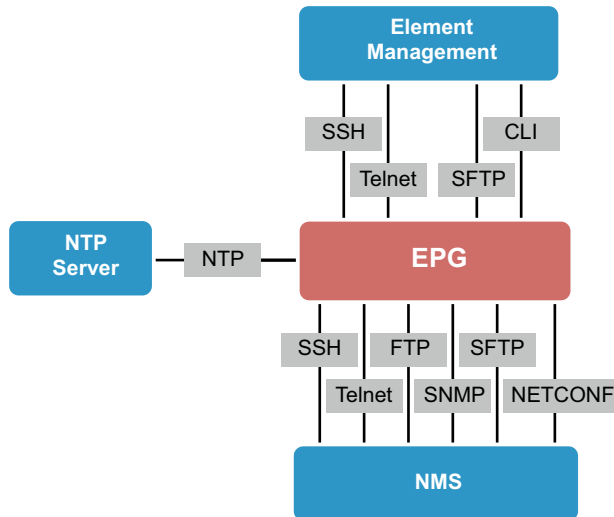 Element
Management
SSH
CLI
Telnet
SFTP
NTP
Server
NTP
EPG
SSH
FTP
SFTP
Telnet
SNMP
NETCONF
NMS